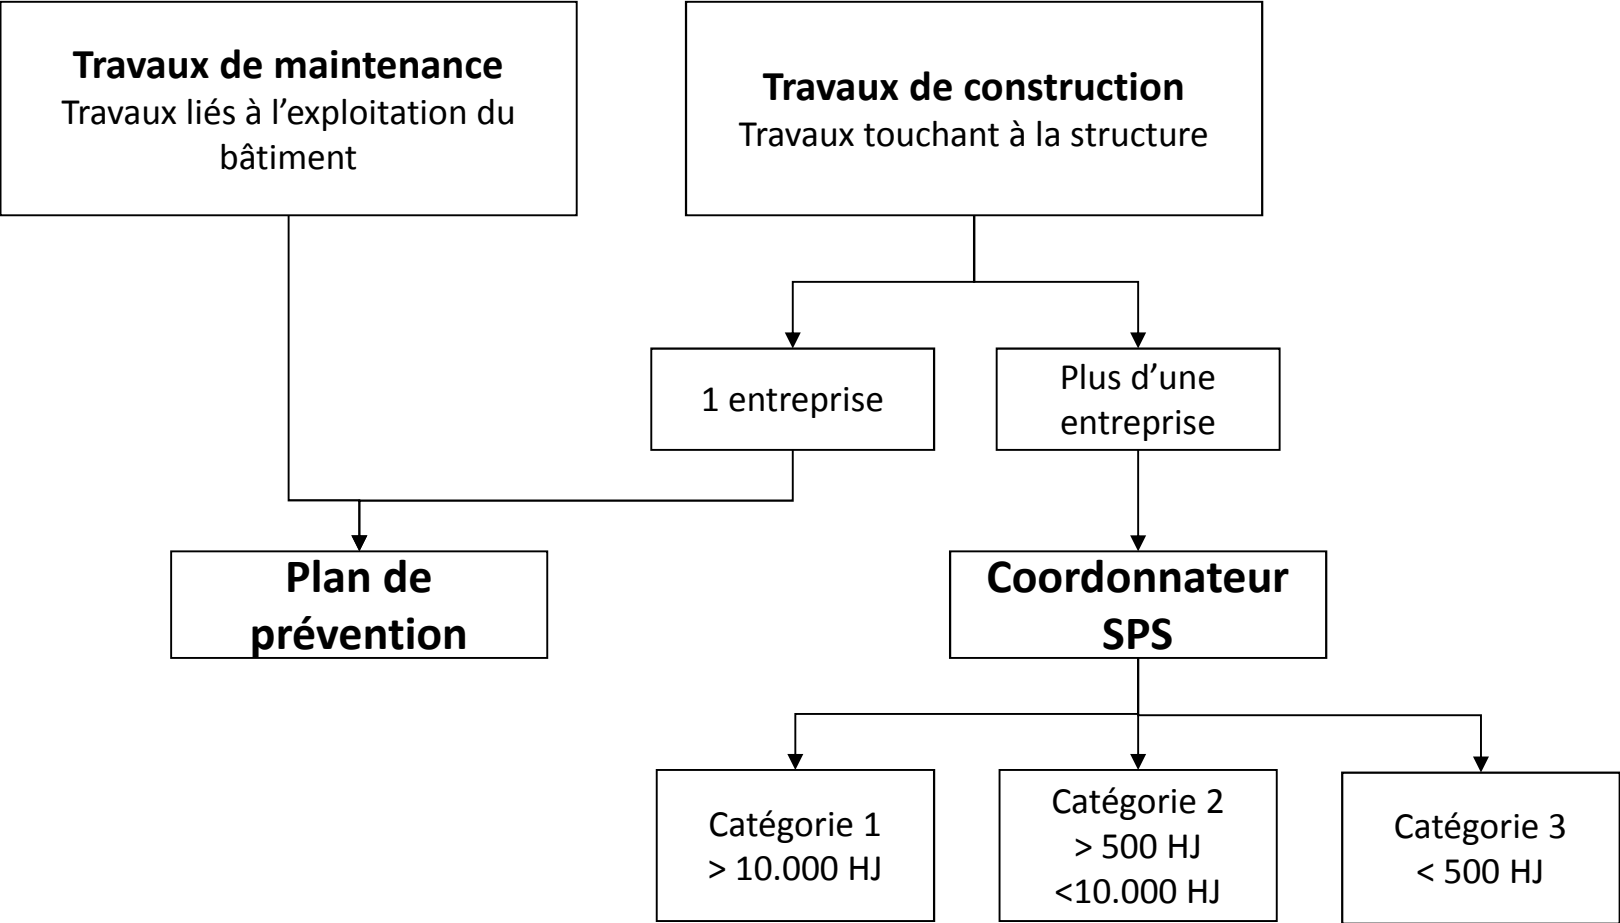 Travaux de maintenance
Travaux liés à l’exploitation du
bâtiment
Travaux de construction
Travaux touchant à la structure
1 entreprise
Plus d’une
entreprise
Plan de
prévention
Coordonnateur
SPS
Catégorie 1
> 10.000 HJ
Catégorie 2
> 500 HJ
<10.000 HJ
Catégorie 3
< 500 HJ